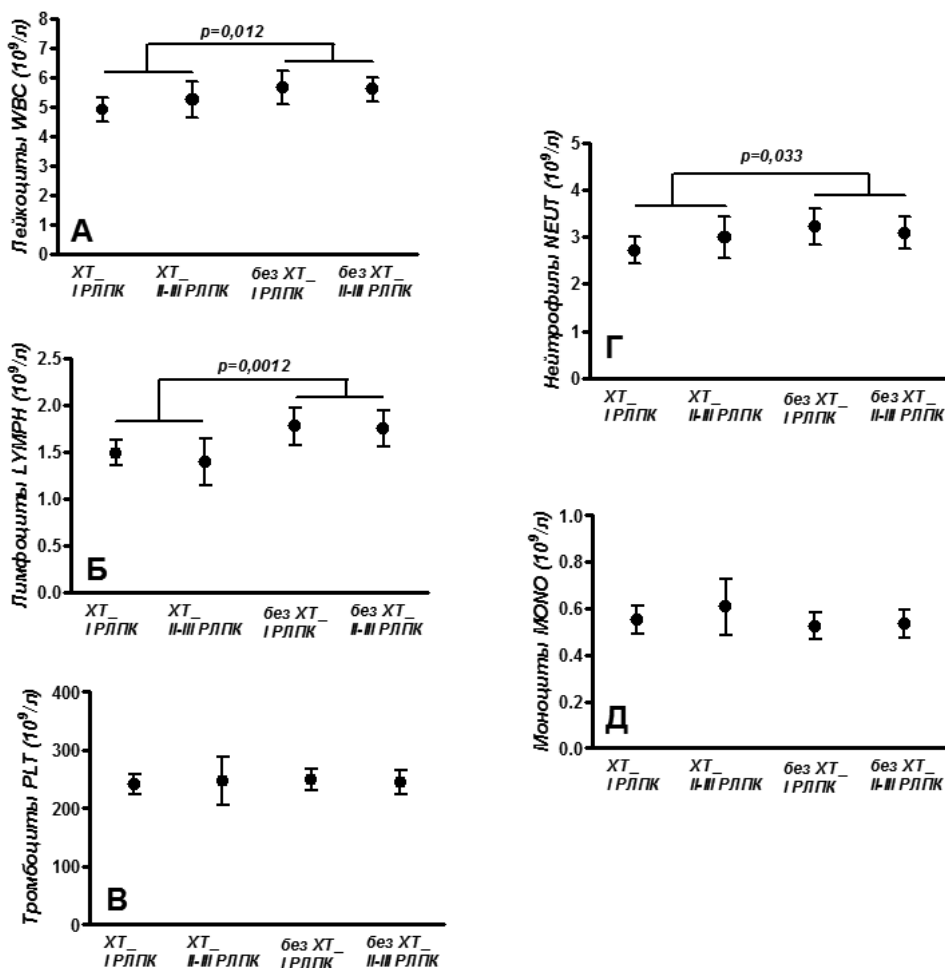 Лейкоциты WBC (10⁹/л)
8
7
6
5
4
3
2
1
0
p=0,012
А
ХТ_ I РЛПК
ХТ_ II-III РЛПК
без ХТ_ I РЛПК
без ХТ_ II-III РЛПК
Лимфоциты LYMPH (10⁹/л)
2.5
2.0
1.5
1.0
0.5
0.0
p=0,0012
Б
ХТ_ I РЛПК
ХТ_ II-III РЛПК
без ХТ_ I РЛПК
без ХТ_ II-III РЛПК
Тромбоциты PLT (10⁹/л)
400
300
200
100
0
В
ХТ_ I РЛПК
ХТ_ II-III РЛПК
без ХТ_ I РЛПК
без ХТ_ II-III РЛПК
Нейтрофилы NEUT (10⁹/л)
5
4
3
2
1
0
p=0,033
Г
ХТ_ I РЛПК
ХТ_ II-III РЛПК
без ХТ_ I РЛПК
без ХТ_ II-III РЛПК
Моноциты MONO (10⁹/л)
1.0
0.8
0.6
0.4
0.2
0.0
Д
ХТ_ I РЛПК
ХТ_ II-III РЛПК
без ХТ_ I РЛПК
без ХТ_ II-III РЛПК